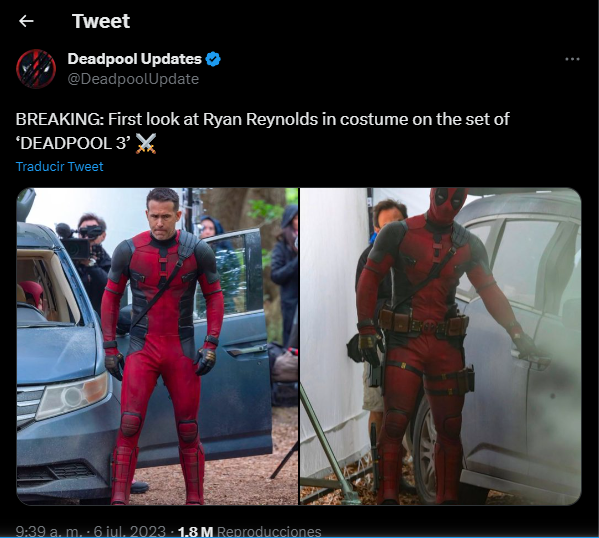 Tweet
Deadpool Updates
@DeadpoolUpdate
BREAKING: First look at Ryan Reynolds in costume on the set of
‘DEADPOOL 3’ ⚔️
Traducir Tweet
9:39 a. m. · 6 jul. 2023 · 1.8 M Reproducciones